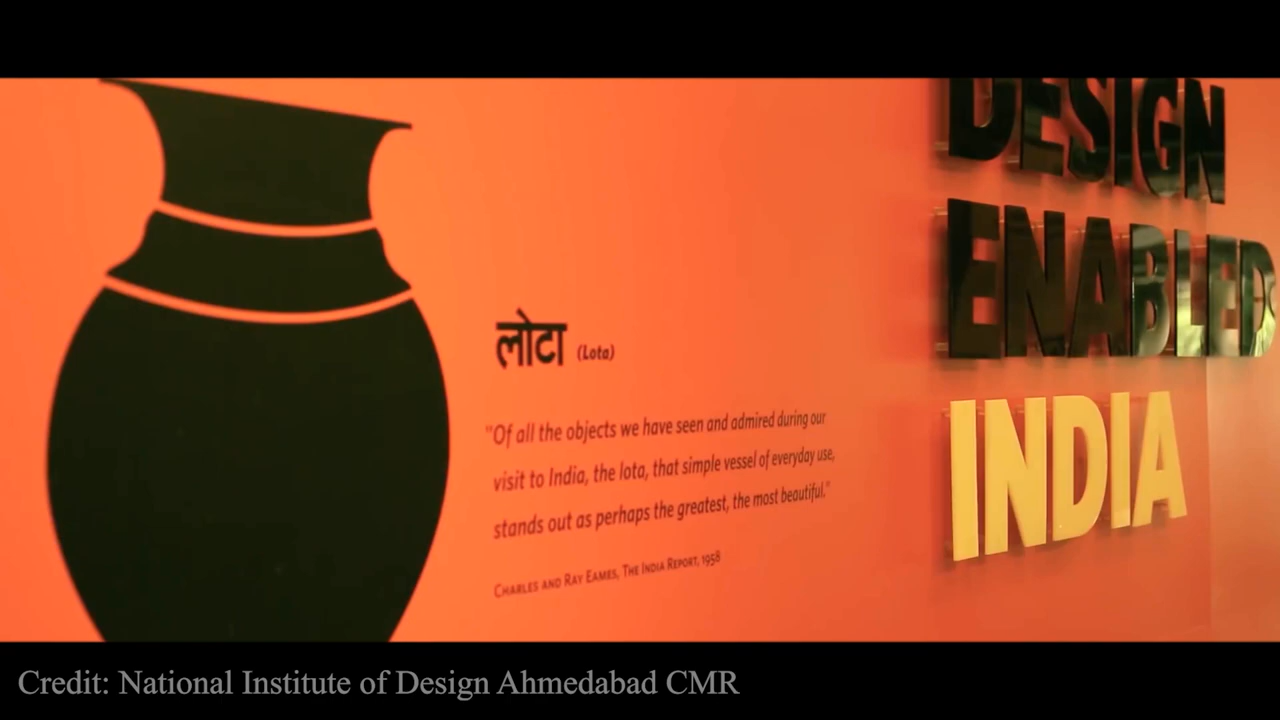 लोटा (Lota)
"Of all the objects we have seen and admired during our
visit to India, the lota, that simple vessel of everyday use,
stands out as perhaps the greatest, the most beautiful."
CHARLES AND RAY EAMES, THE INDIA REPORT, 1958
DESIGN
ENABLED
INDIA
Credit: National Institute of Design Ahmedabad CMR